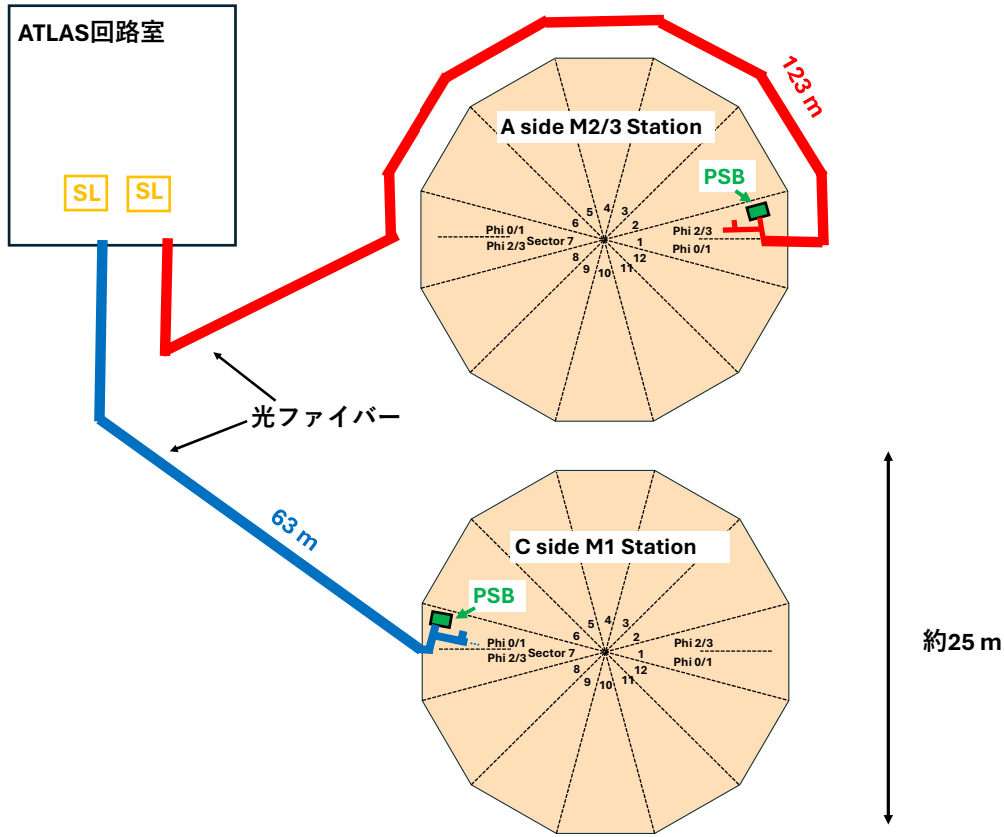 ATLAS回路室
SL
SL
123 m
A side M2/3 Station
PSB
5
4
3
6
2
Phi 0/1
Phi 2/3
Sector 7
1
Phi 2/3
Phi 0/1
8
12
9
11
10
光ファイバー
63 m
C side M1 Station
PSB
5
4
3
6
2
Phi 0/1
Phi 2/3
Sector 7
1
Phi 2/3
Phi 0/1
8
12
9
11
10
約25 m